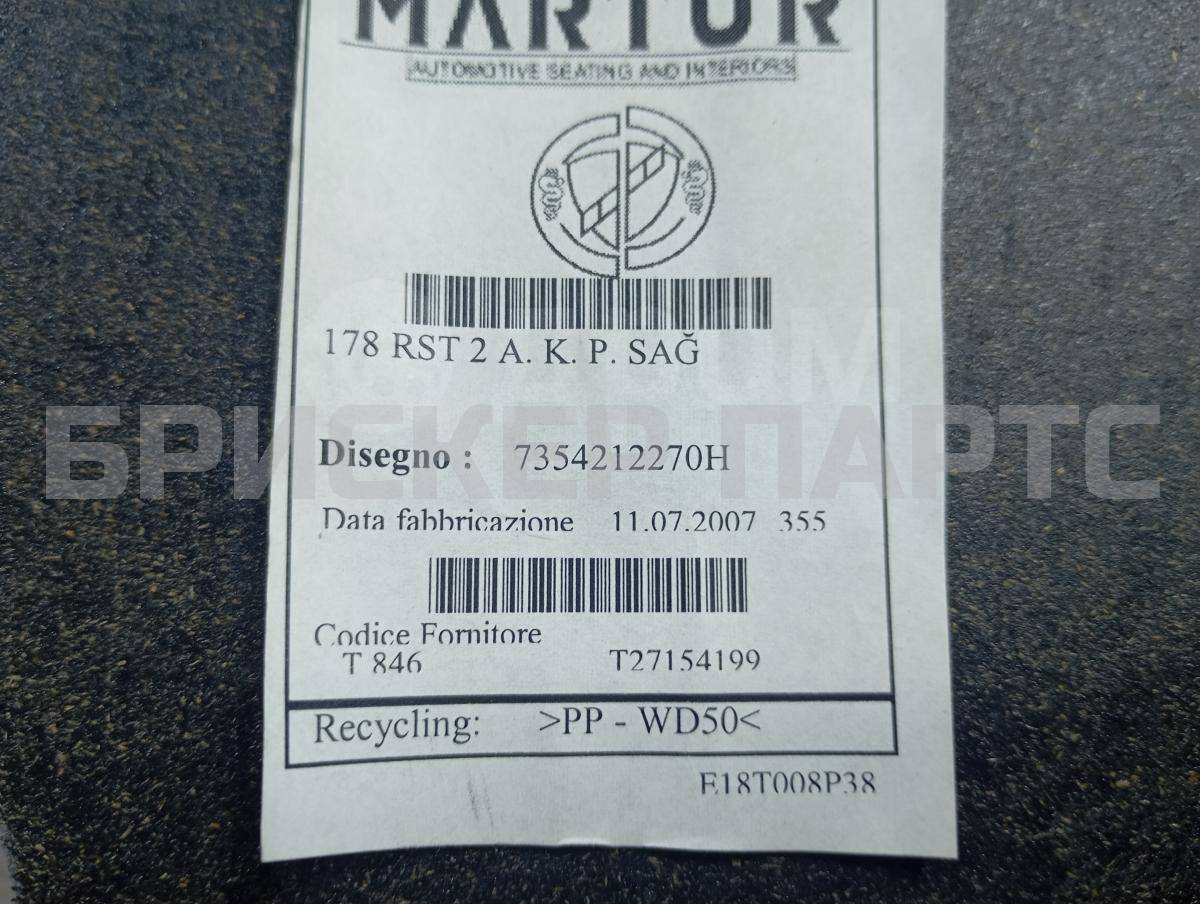 MARTUR
AUTOMOTIVE SEATING AND INTERIORS
178 RST 2 A. K. P. SAĞ
БРИСКЕР ПАРТС
Disegno : 7354212270H
Data fabbricazione 11.07.2007 355
Codice Fornitore
T 846 T27154199
Recycling: >PP - WD50<
E18T008P38